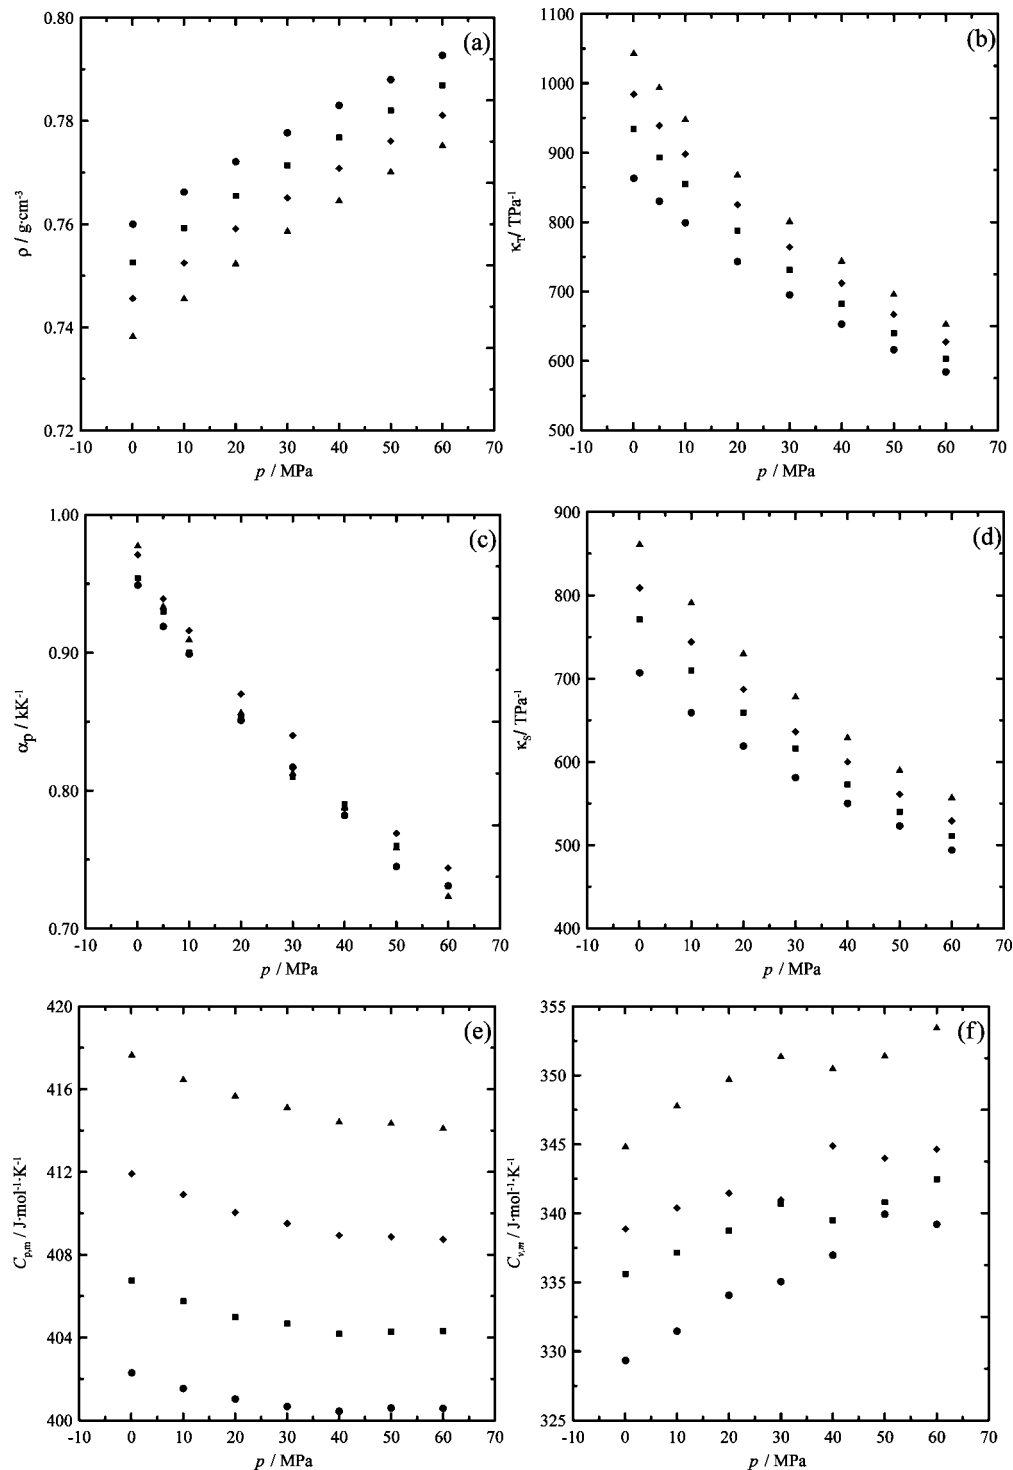 (a)
0.80
0.78
0.76
0.74
0.72
ρ / g·cm⁻³
-10 0 10 20 30 40 50 60 70
p / MPa
(b)
1100
1000
900
800
700
600
500
κT/ TPa⁻¹
-10 0 10 20 30 40 50 60 70
p / MPa
(c)
1.00
0.90
0.80
0.70
αp / kK⁻¹
-10 0 10 20 30 40 50 60 70
p / MPa
(d)
900
800
700
600
500
400
κS/ TPa⁻¹
-10 0 10 20 30 40 50 60 70
p / MPa
(e)
420
416
412
408
404
400
Cp,m / J·mol⁻¹·K⁻¹
-10 0 10 20 30 40 50 60 70
p / MPa
(f)
355
350
345
340
335
330
325
Cv,m / J·mol⁻¹·K⁻¹
-10 0 10 20 30 40 50 60 70
p / MPa